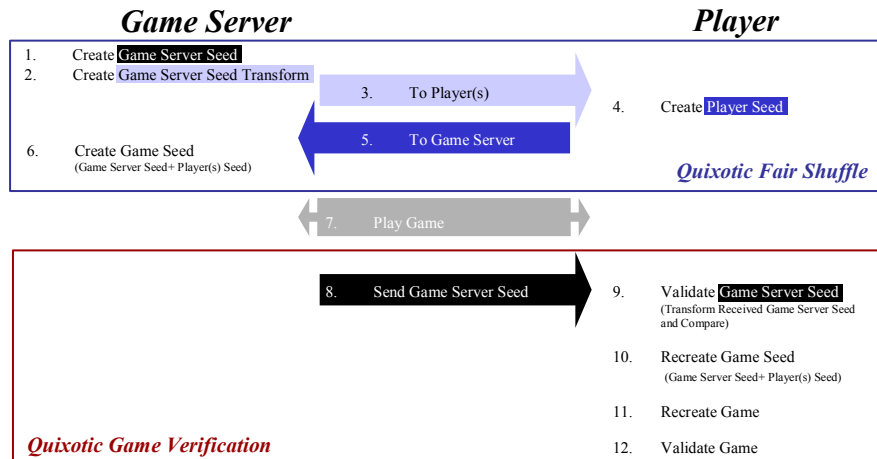 Game Server
Player
1. Create Game Server Seed
2. Create Game Server Seed Transform
3. To Player(s)
4. Create Player Seed
5. To Game Server
6. Create Game Seed
(Game Server Seed+ Player(s) Seed)
Quixotic Fair Shuffle
7. Play Game
8. Send Game Server Seed
9. Validate Game Server Seed
(Transform Received Game Server Seed
and Compare)
10. Recreate Game Seed
(Game Server Seed+ Player(s) Seed)
11. Recreate Game
12. Validate Game
Quixotic Game Verification